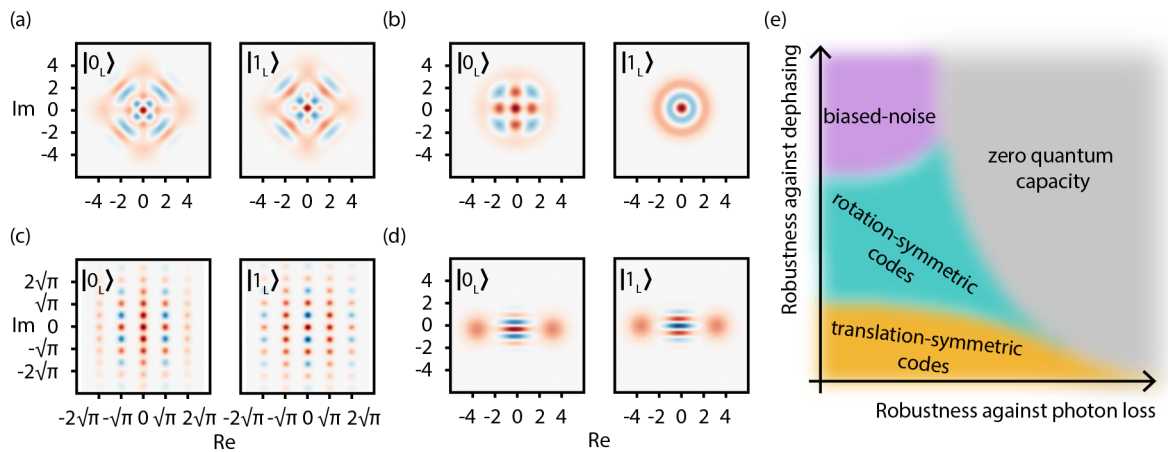 (a)
|0L⟩
|1L⟩
Im
4
2
0
-2
-4
-4 -2 0 2 4
-4 -2 0 2 4
(b)
|0L⟩
|1L⟩
4
2
0
-2
-4
-4 -2 0 2 4
-4 -2 0 2 4
(c)
|0L⟩
|1L⟩
2√π
√π
Im 0
-√π
-2√π
-2√π -√π 0 √π 2√π
-2√π -√π 0 √π 2√π
Re
(d)
|0L⟩
|1L⟩
4
2
0
-2
-4
-4 -2 0 2 4
-4 -2 0 2 4
Re
(e)
Robustness against dephasing
biased-noise
zero quantum
capacity
rotation-symmetric
codes
translation-symmetric
codes
Robustness against photon loss